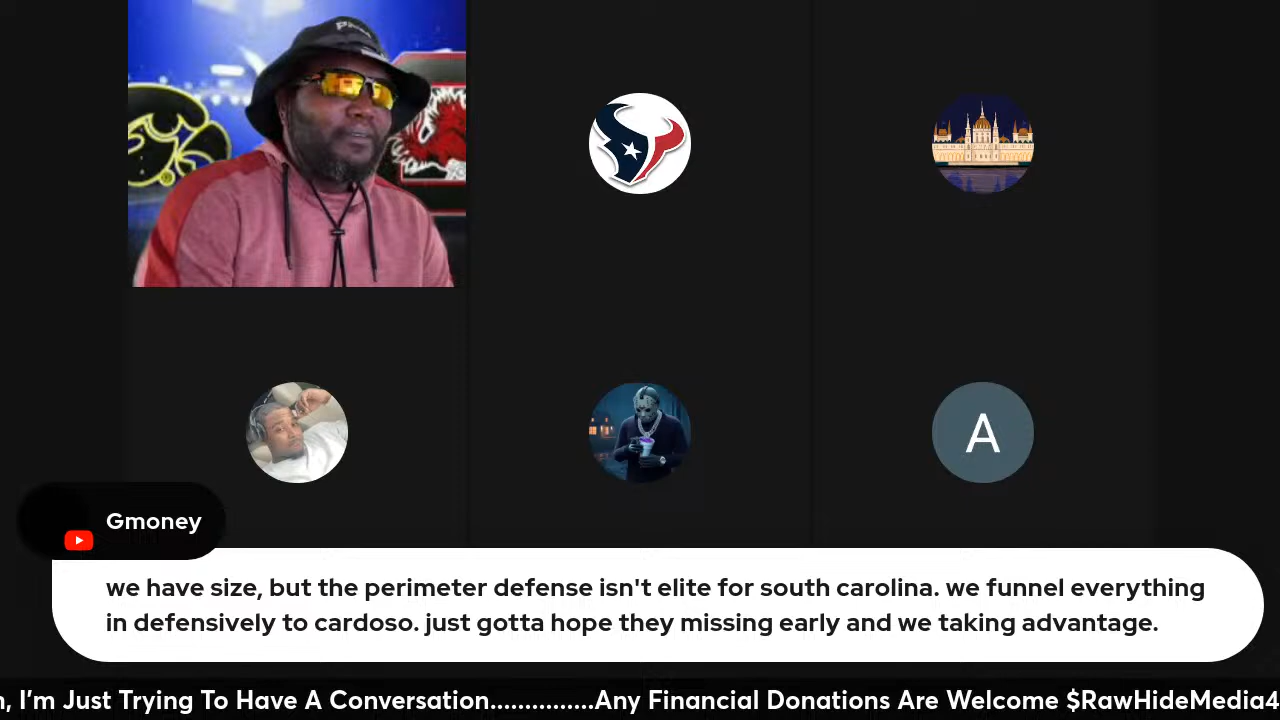 A
Gmoney
we have size, but the perimeter defense isn't elite for south carolina. we funnel everything
in defensively to cardoso. just gotta hope they missing early and we taking advantage.
I'm Just Trying To Have A Conversation...............Any Financial Donations Are Welcome $RawHideMedia4